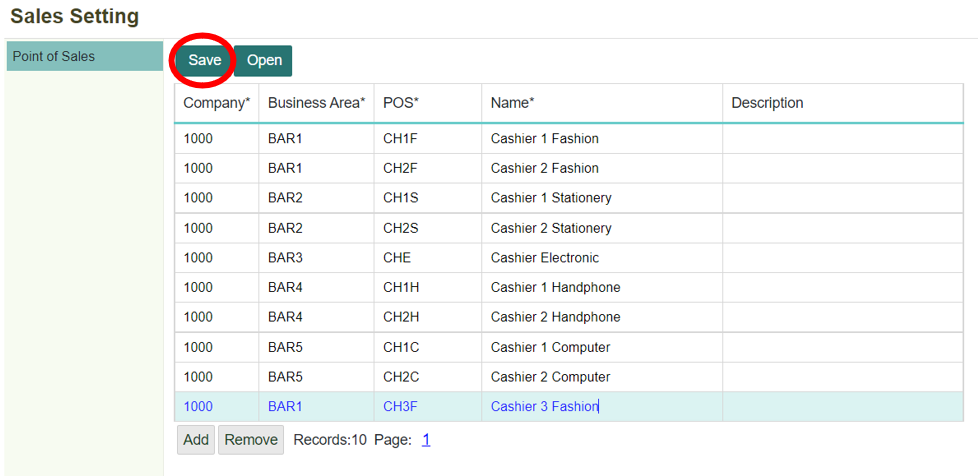 Sales Setting
Point of Sales
Save Open
Company* Business Area* POS* Name* Description
1000 BAR1 CH1F Cashier 1 Fashion
1000 BAR1 CH2F Cashier 2 Fashion
1000 BAR2 CH1S Cashier 1 Stationery
1000 BAR2 CH2S Cashier 2 Stationery
1000 BAR3 CHE Cashier Electronic
1000 BAR4 CH1H Cashier 1 Handphone
1000 BAR4 CH2H Cashier 2 Handphone
1000 BAR5 CH1C Cashier 1 Computer
1000 BAR5 CH2C Cashier 2 Computer
1000 BAR1 CH3F Cashier 3 Fashion
Add Remove Records:10 Page: 1